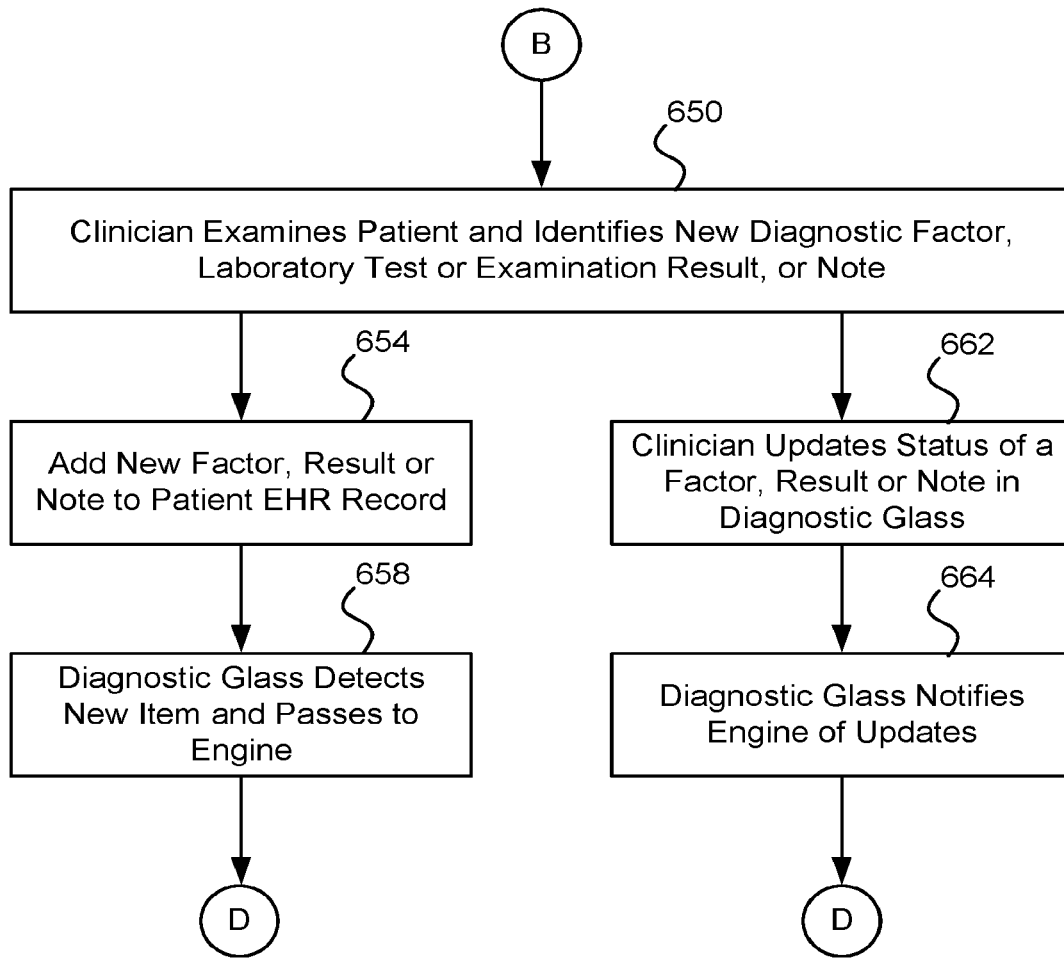 B
650
Clinician Examines Patient and Identifies New Diagnostic Factor,
Laboratory Test or Examination Result, or Note
654
Add New Factor, Result or
Note to Patient EHR Record
658
Diagnostic Glass Detects
New Item and Passes to
Engine
D
662
Clinician Updates Status of a
Factor, Result or Note in
Diagnostic Glass
664
Diagnostic Glass Notifies
Engine of Updates
D